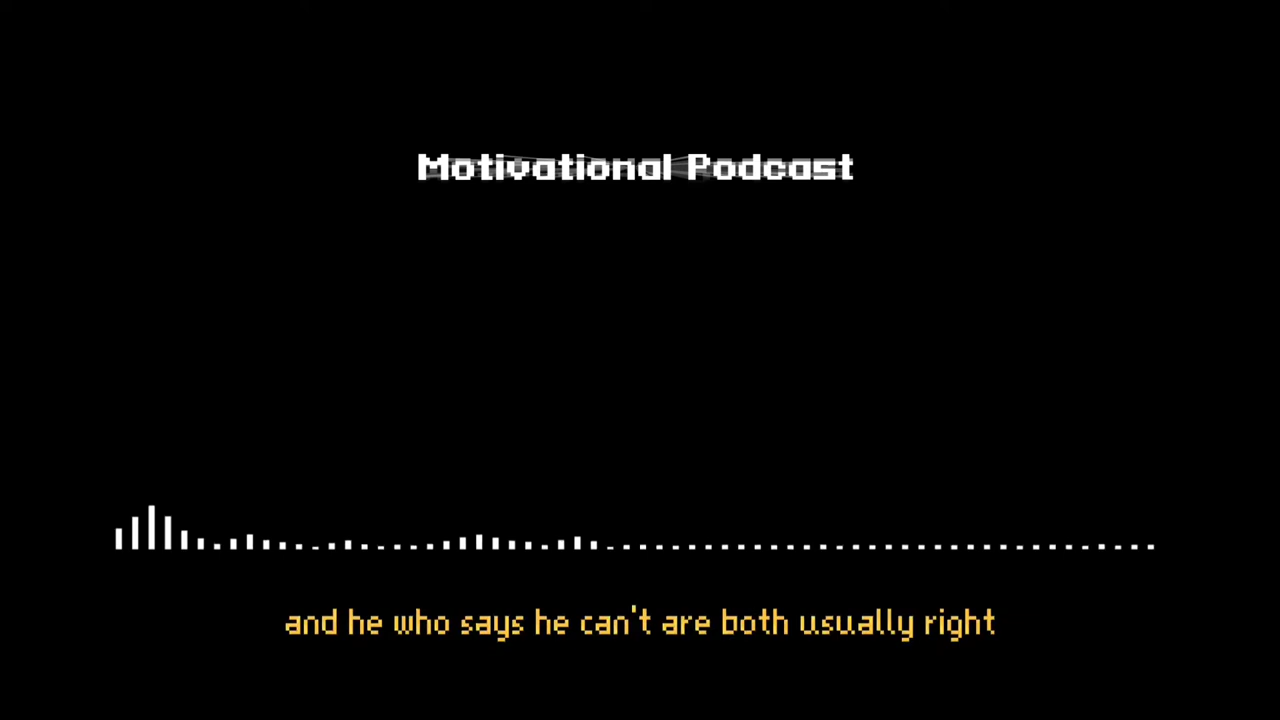 Motivational Podcast
and he who says he can't are both usually right